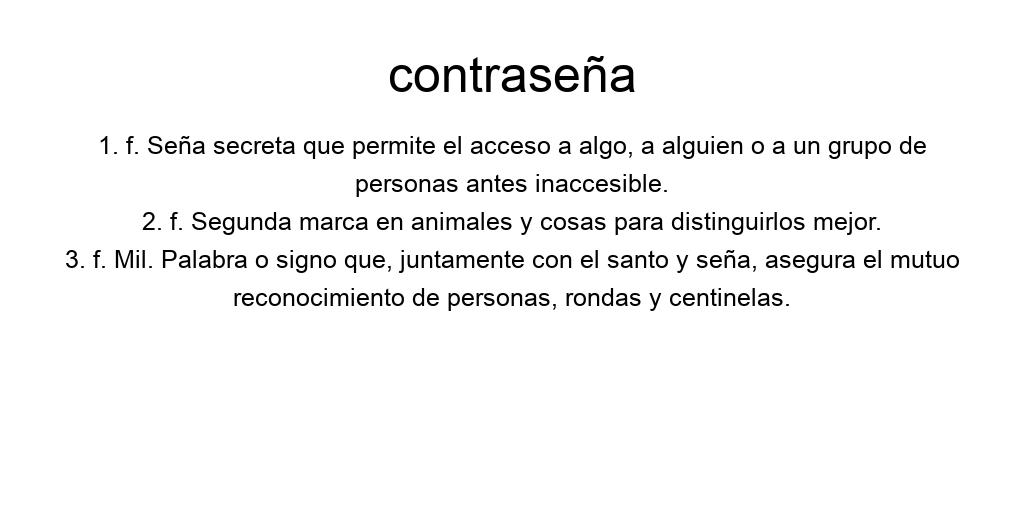 contraseña
1. f. Seña secreta que permite el acceso a algo, a alguien o a un grupo de
personas antes inaccesible.
2. f. Segunda marca en animales y cosas para distinguirlos mejor.
3. f. Mil. Palabra o signo que, juntamente con el santo y seña, asegura el mutuo
reconocimiento de personas, rondas y centinelas.